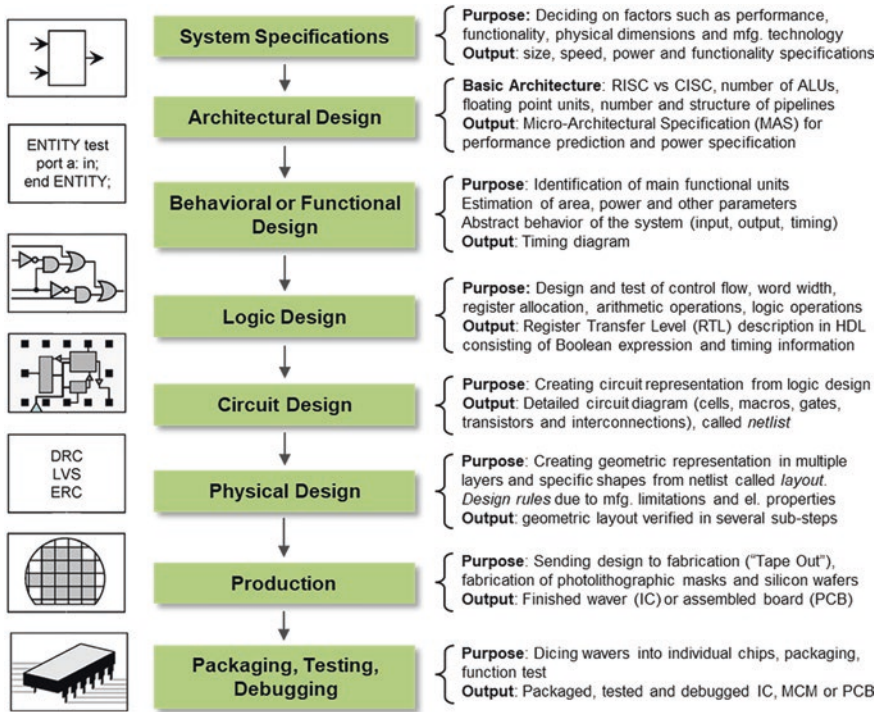 System Specifications
Purpose: Deciding on factors such as performance,
functionality, physical dimensions and mfg. technology
Output: size, speed, power and functionality specifications
Architectural Design
Basic Architecture: RISC vs CISC, number of ALUs,
floating point units, number and structure of pipelines
Output: Micro-Architectural Specification (MAS) for
performance prediction and power specification
ENTITY test
port a: in;
end ENTITY;
Behavioral or Functional
Design
Purpose: Identification of main functional units
Estimation of area, power and other parameters
Abstract behavior of the system (input, output, timing)
Output: Timing diagram
Logic Design
Purpose: Design and test of control flow, word width,
register allocation, arithmetic operations, logic operations
Output: Register Transfer Level (RTL) description in HDL
consisting of Boolean expression and timing information
Circuit Design
Purpose: Creating circuit representation from logic design
Output: Detailed circuit diagram (cells, macros, gates,
transistors and interconnections), called netlist
DRC
LVS
ERC
Physical Design
Purpose: Creating geometric representation in multiple
layers and specific shapes from netlist called layout.
Design rules due to mfg. limitations and el. properties
Output: geometric layout verified in several sub-steps
Production
Purpose: Sending design to fabrication ("Tape Out"),
fabrication of photolithographic masks and silicon wafers
Output: Finished waver (IC) or assembled board (PCB)
Packaging, Testing,
Debugging
Purpose: Dicing wavers into individual chips, packaging,
function test
Output: Packaged, tested and debugged IC, MCM or PCB